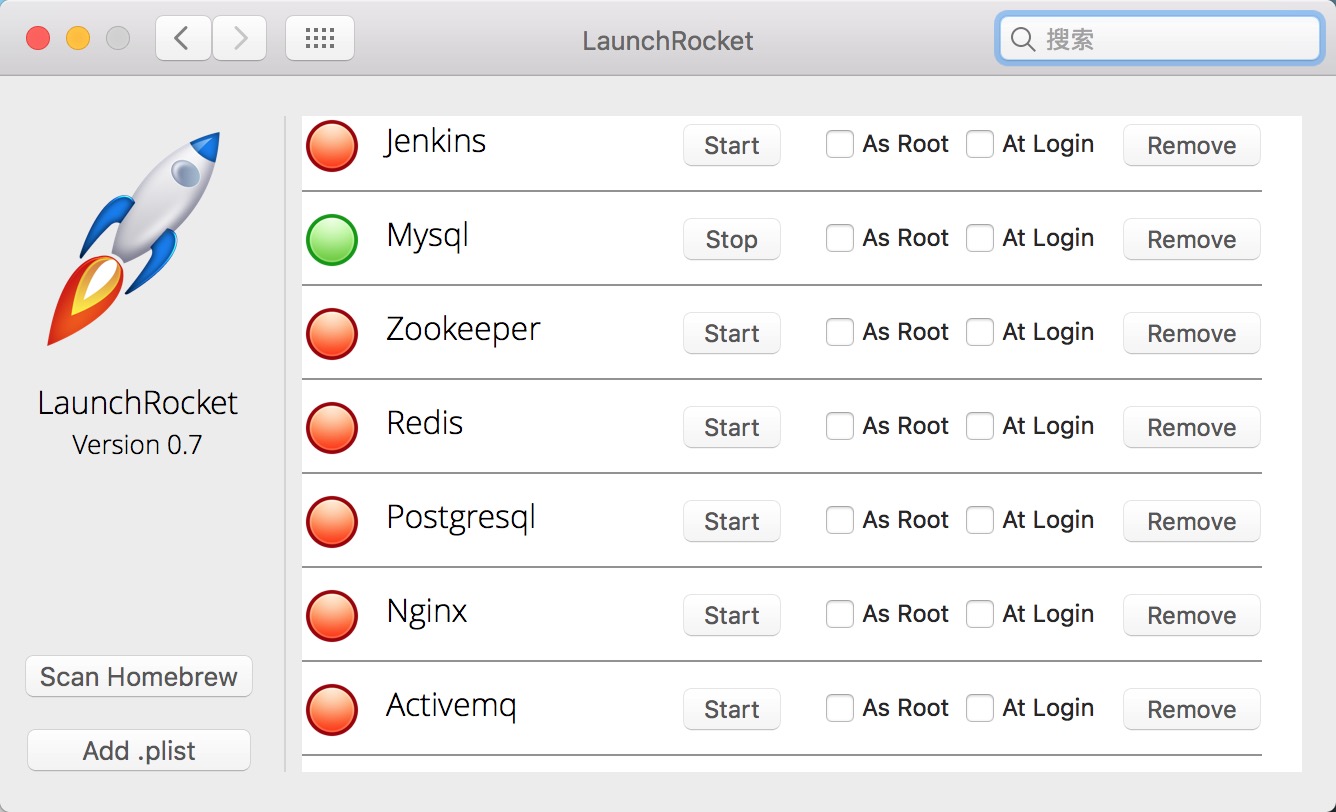 LaunchRocket
搜索
Jenkins Start As Root At Login Remove
Mysql Stop As Root At Login Remove
Zookeeper Start As Root At Login Remove
Redis Start As Root At Login Remove
Postgresql Start As Root At Login Remove
Nginx Start As Root At Login Remove
Activemq Start As Root At Login Remove
LaunchRocket
Version 0.7
Scan Homebrew
Add .plist